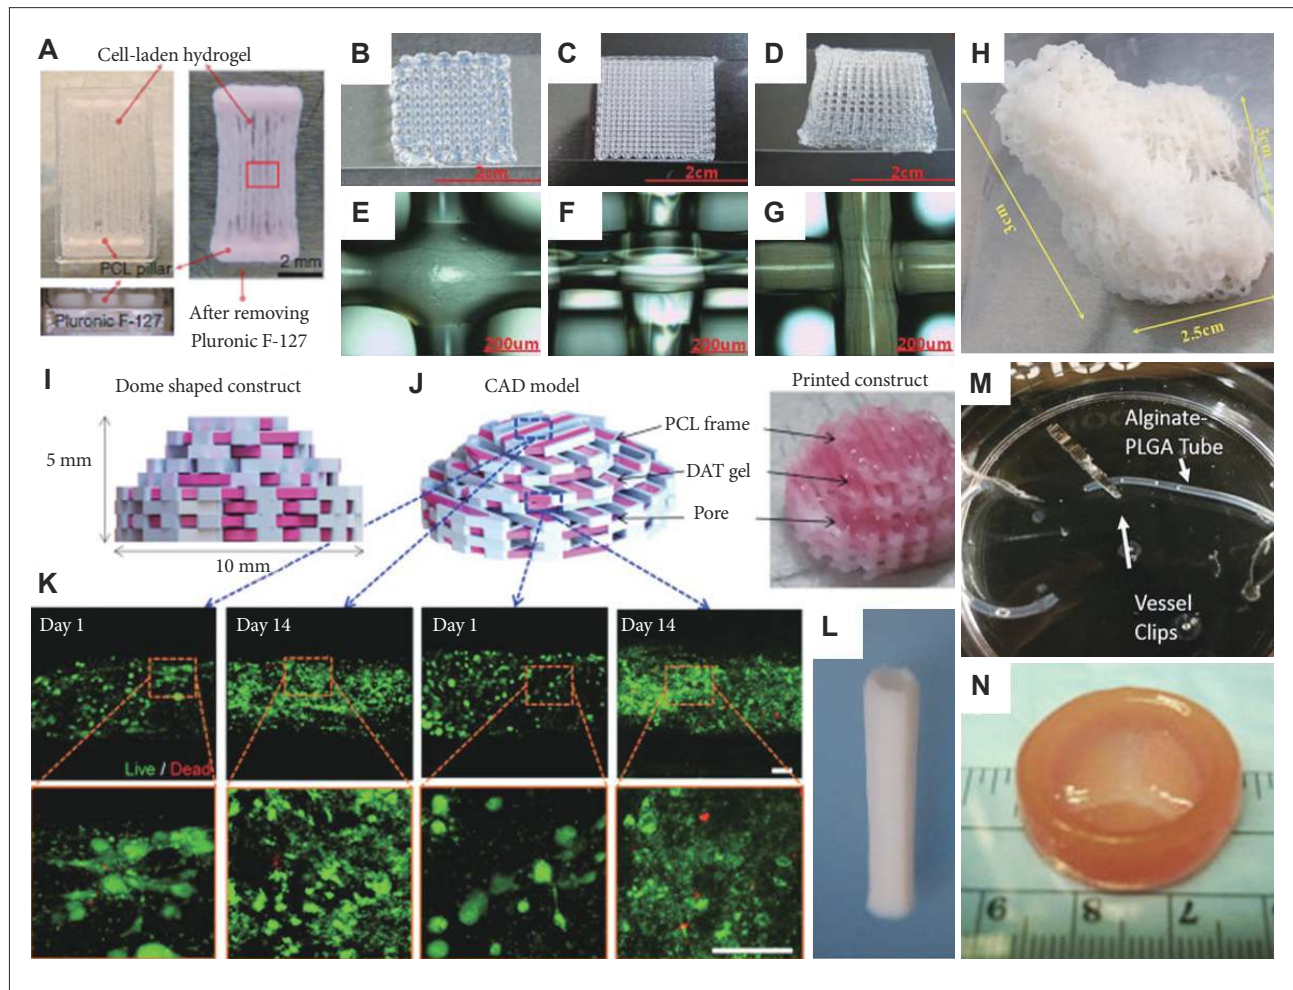 A
Cell-laden hydrogel
PCL pillar
2 mm
Pluronic F-127
After removing
Pluronic F-127
B
2cm
C
2cm
D
2cm
E
200um
F
200um
G
200um
H
3cm
3cm
2.5cm
I
Dome shaped construct
5 mm
10 mm
J
CAD model
Printed construct
PCL frame
DAT gel
Pore
K
Day 1
Day 14
Day 1
Day 14
Live / Dead
L
M
Alginate-
PLGA Tube
Vessel
Clips
N
9
8
7